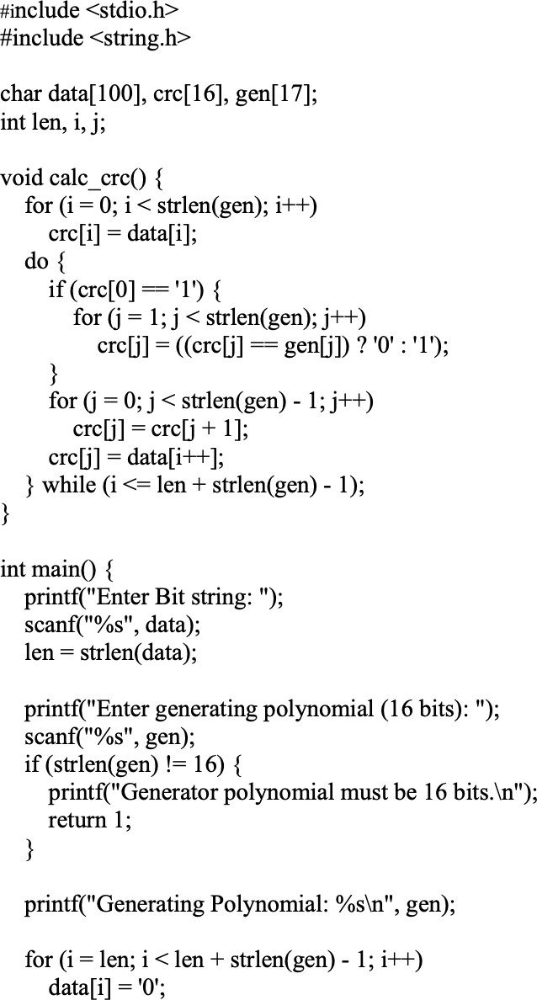 #include <stdio.h>
#include <string.h>

char data[100], crc[16], gen[17];
int len, i, j;

void calc_crc() {
    for (i = 0; i < strlen(gen); i++)
        crc[i] = data[i];
    do {
        if (crc[0] == '1') {
            for (j = 1; j < strlen(gen); j++)
                crc[j] = ((crc[j] == gen[j]) ? '0' : '1');
        }
        for (j = 0; j < strlen(gen) - 1; j++)
            crc[j] = crc[j + 1];
        crc[j] = data[i++];
    } while (i <= len + strlen(gen) - 1);
}

int main() {
    printf("Enter Bit string: ");
    scanf("%s", data);
    len = strlen(data);

    printf("Enter generating polynomial (16 bits): ");
    scanf("%s", gen);
    if (strlen(gen) != 16) {
        printf("Generator polynomial must be 16 bits.\n");
        return 1;
    }

    printf("Generating Polynomial: %s\n", gen);

    for (i = len; i < len + strlen(gen) - 1; i++)
        data[i] = '0';